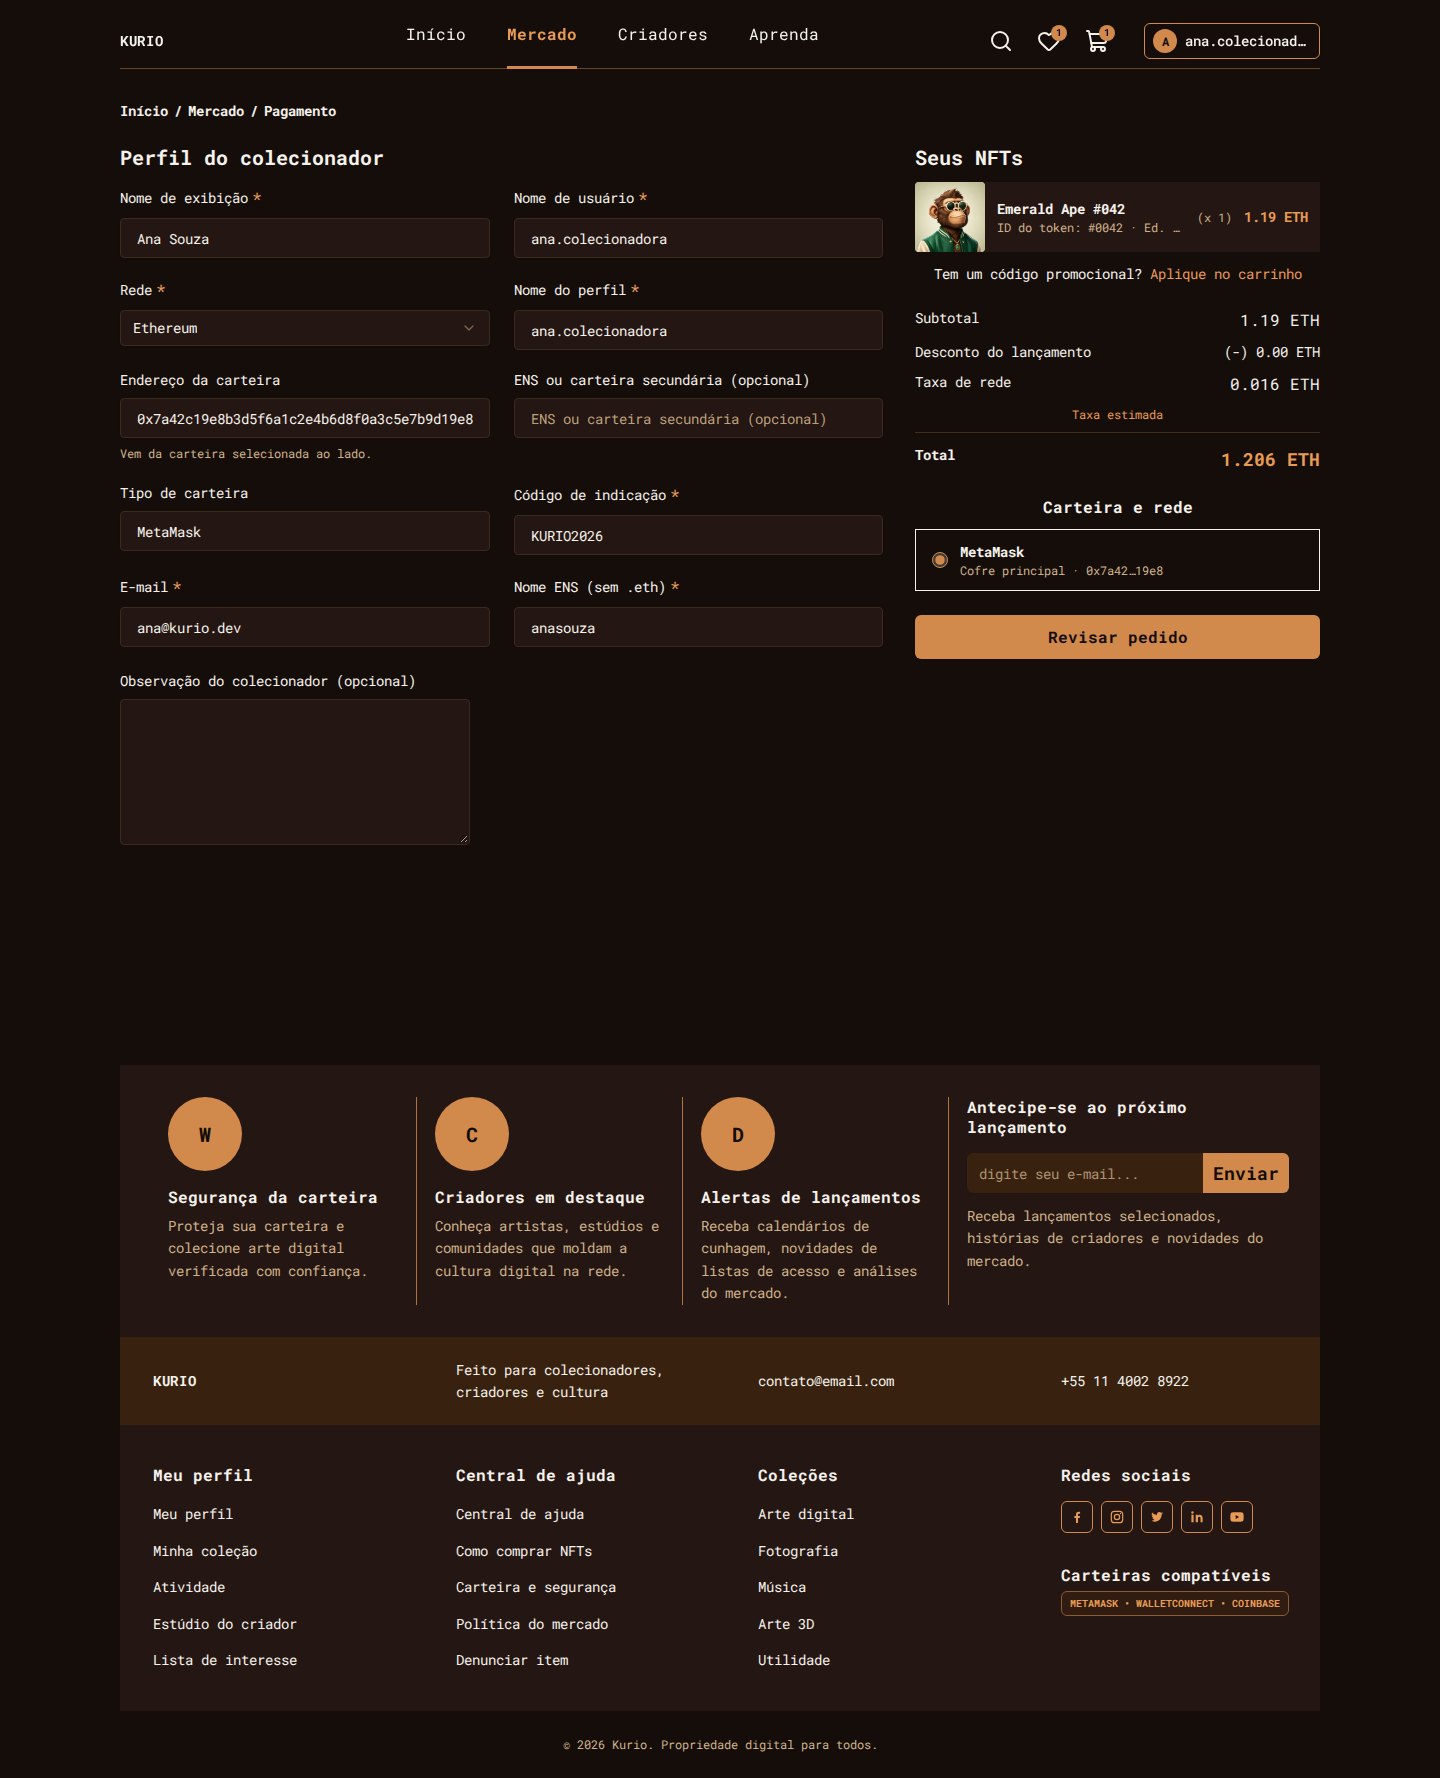 KURIO
Início
Mercado
Criadores
Aprenda
1
1
A
ana.colecionad…
Início / Mercado / Pagamento
Perfil do colecionador
Nome de exibição *
Nome de usuário *
Ana Souza
ana.colecionadora
Rede *
Nome do perfil *
Ethereum
ana.colecionadora
Endereço da carteira
ENS ou carteira secundária (opcional)
0x7a42c19e8b3d5f6a1c2e4b6d8f0a3c5e7b9d19e8
ENS ou carteira secundária (opcional)
Vem da carteira selecionada ao lado.
Tipo de carteira
Código de indicação *
MetaMask
KURIO2026
E-mail *
Nome ENS (sem .eth) *
ana@kurio.dev
anasouza
Observação do colecionador (opcional)
Seus NFTs
Emerald Ape #042
ID do token: #0042 · Ed. …
(x 1)
1.19 ETH
Tem um código promocional? Aplique no carrinho
Subtotal
1.19 ETH
Desconto do lançamento
(-) 0.00 ETH
Taxa de rede
0.016 ETH
Taxa estimada
Total
1.206 ETH
Carteira e rede
MetaMask
Cofre principal · 0x7a42…19e8
Revisar pedido
W
Segurança da carteira
Proteja sua carteira e
colecione arte digital
verificada com confiança.
C
Criadores em destaque
Conheça artistas, estúdios e
comunidades que moldam a
cultura digital na rede.
D
Alertas de lançamentos
Receba calendários de
cunhagem, novidades de
listas de acesso e análises
do mercado.
Antecipe-se ao próximo
lançamento
digite seu e-mail...
Enviar
Receba lançamentos selecionados,
histórias de criadores e novidades do
mercado.
KURIO
Feito para colecionadores,
criadores e cultura
contato@email.com
+55 11 4002 8922
Meu perfil
Meu perfil
Minha coleção
Atividade
Estúdio do criador
Lista de interesse
Central de ajuda
Central de ajuda
Como comprar NFTs
Carteira e segurança
Política do mercado
Denunciar item
Coleções
Arte digital
Fotografia
Música
Arte 3D
Utilidade
Redes sociais
Carteiras compatíveis
METAMASK • WALLETCONNECT • COINBASE
© 2026 Kurio. Propriedade digital para todos.